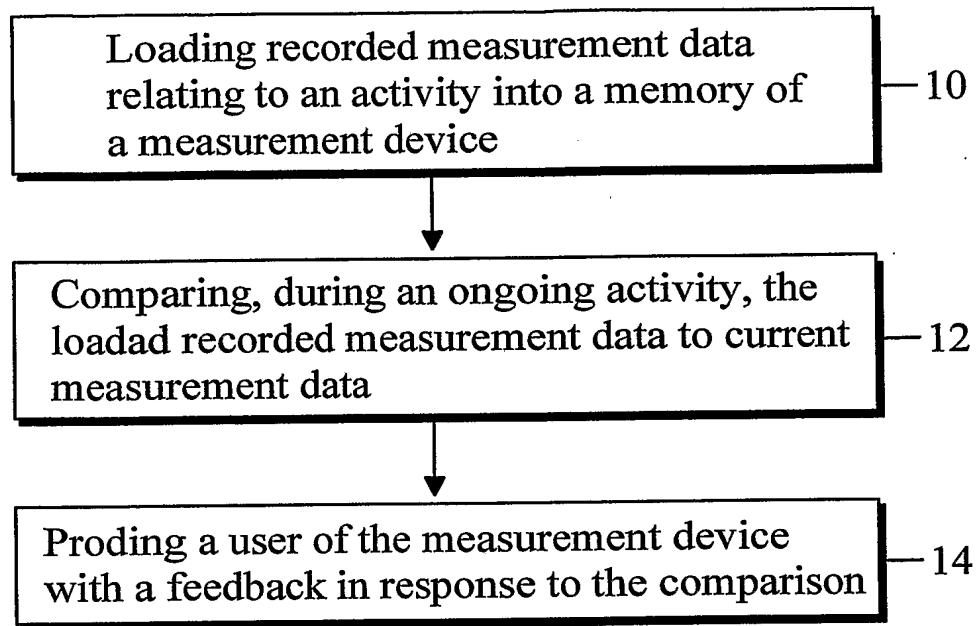 Loading recorded measurement data
relating to an activity into a memory of
a measurement device
10
Comparing, during an ongoing activity, the
loadad recorded measurement data to current
measurement data
12
Proding a user of the measurement device
with a feedback in response to the comparison
14